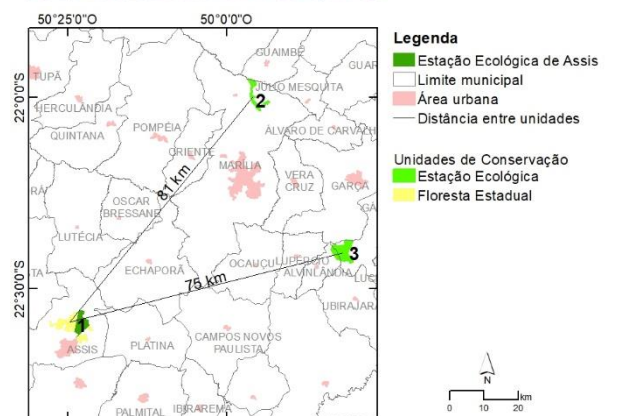 50°25'0"O
50°0'0"O
GUAIMBÊ
GUAR
TUPÃ
JÚLIO MESQUITA
22°0'0"S
2
HERCULÂNDIA
POMPÉIA
QUINTANA
ÁLVARO DE CARVALH
ORIENTE
MARÍLIA
81 km
VERA
CRUZ
GARÇA
OSCAR
BRESSANE
LUTÉCIA
OCAUÇU
LUPÉRCIO
3
ECHAPORÃ
ALVINLÂNDIA
75 km
22°30'0"S
UBIRAJARA
1
CAMPOS NOVOS
PAULISTA
ASSIS
PLATINA
PALMITAL
IBIRAREMA
Legenda
Estação Ecológica de Assis
Limite municipal
Área urbana
Distância entre unidades
Unidades de Conservação
Estação Ecológica
Floresta Estadual
N
km
0 10 20